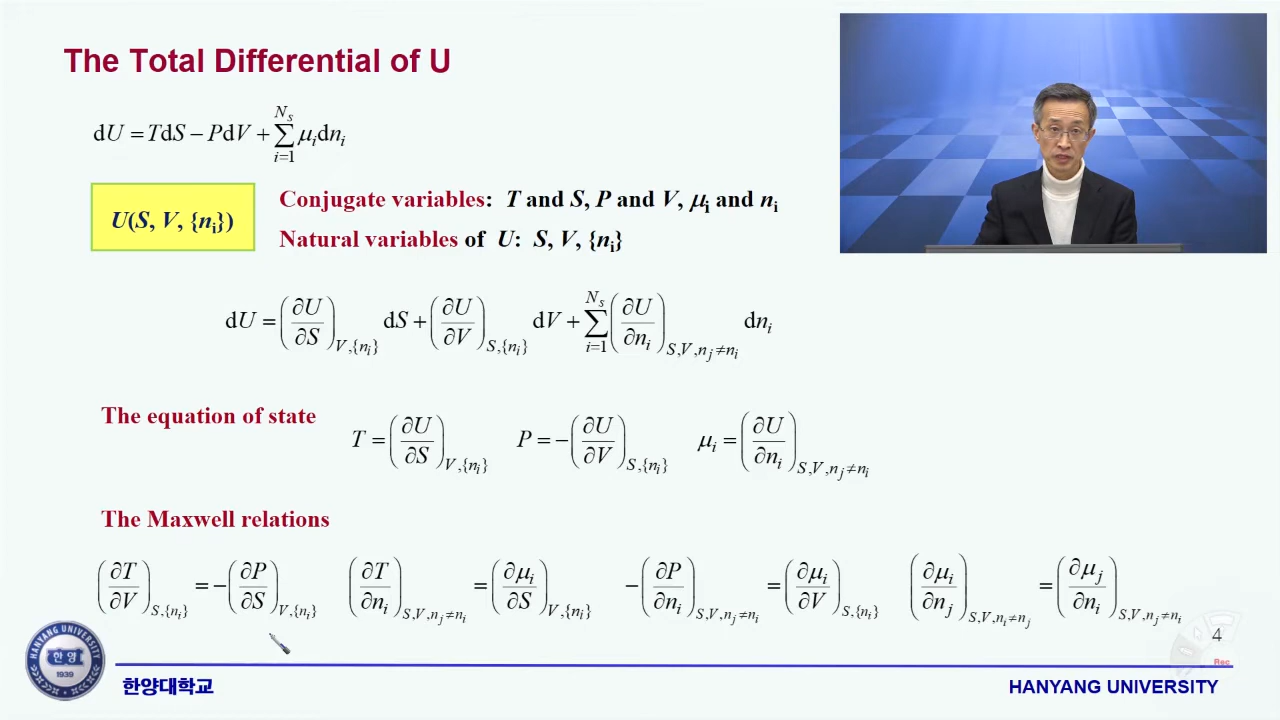 The Total Differential of U
dU = TdS − PdV + ∑_{i=1}^{N_s} μ_i dn_i
U(S, V, {n_i})
Conjugate variables: T and S, P and V, μ_i and n_i
Natural variables of U: S, V, {n_i}
dU = (∂U/∂S)_{V,{n_i}} dS + (∂U/∂V)_{S,{n_i}} dV + ∑_{i=1}^{N_s} (∂U/∂n_i)_{S,V,n_j≠n_i} dn_i
The equation of state
T = (∂U/∂S)_{V,{n_i}} P = −(∂U/∂V)_{S,{n_i}} μ_i = (∂U/∂n_i)_{S,V,n_j≠n_i}
The Maxwell relations
(∂T/∂V)_{S,{n_i}} = −(∂P/∂S)_{V,{n_i}} (∂T/∂n_i)_{S,V,n_j≠n_i} = (∂μ_i/∂S)_{V,{n_i}} −(∂P/∂n_i)_{S,V,n_j≠n_i} = (∂μ_i/∂V)_{S,{n_i}} (∂μ_i/∂n_j)_{S,V,n_i≠n_j} = (∂μ_j/∂n_i)_{S,V,n_j≠n_i}
4
Rec
HANYANG UNIVERSITY
한양
1939
한양대학교
HANYANG UNIVERSITY